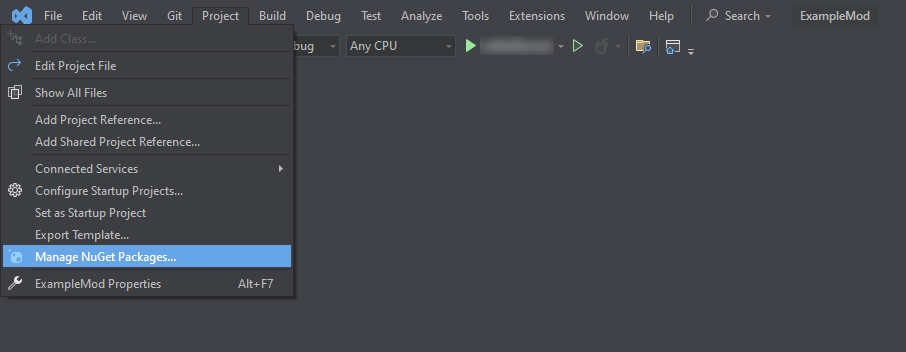 File Edit View Git Project Build Debug Test Analyze Tools Extensions Window Help Search ExampleMod
Add Class...
bug Any CPU
Edit Project File
Show All Files
Add Project Reference...
Add Shared Project Reference...
Connected Services
Configure Startup Projects...
Set as Startup Project
Export Template...
Manage NuGet Packages...
ExampleMod Properties Alt+F7